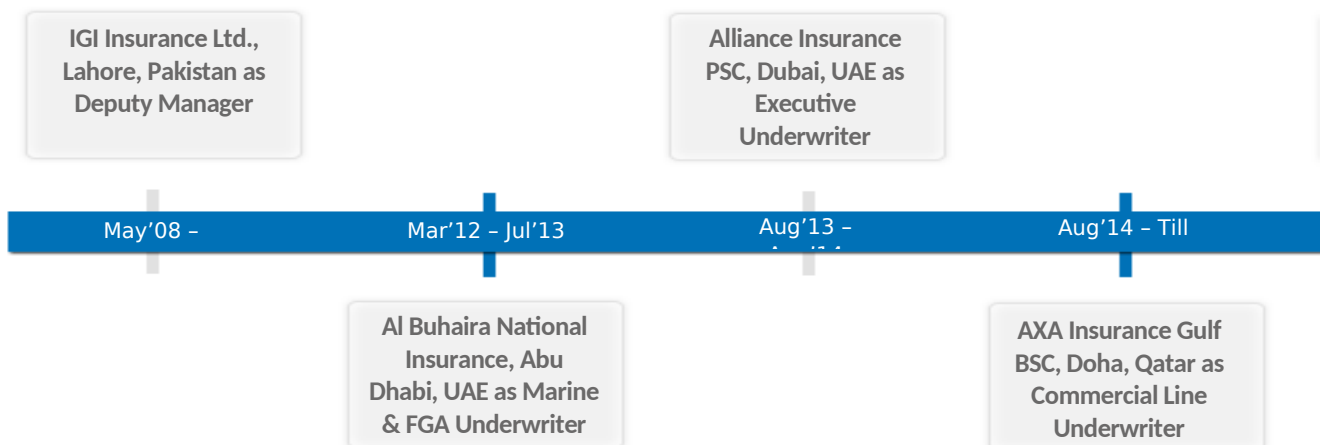 IGI Insurance Ltd.,
Lahore, Pakistan as
Deputy Manager
Alliance Insurance
PSC, Dubai, UAE as
Executive
Underwriter
May’08 –
Mar’12 – Jul’13
Aug’13 –
Aug’14 – Till
Al Buhaira National
Insurance, Abu
Dhabi, UAE as Marine
& FGA Underwriter
AXA Insurance Gulf
BSC, Doha, Qatar as
Commercial Line
Underwriter